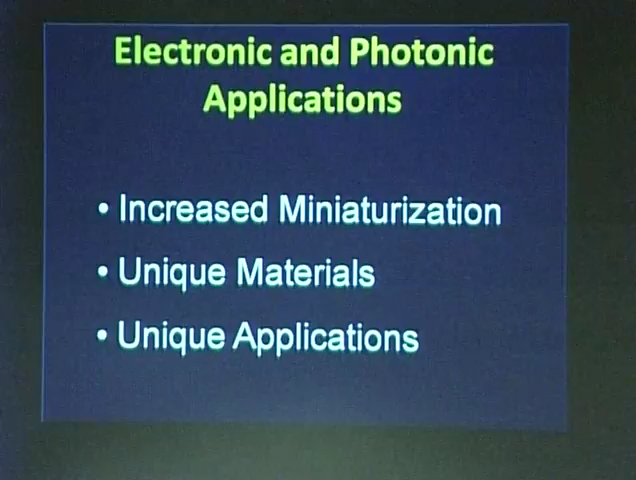 Electronic and Photonic
Applications
• Increased Miniaturization
• Unique Materials
• Unique Applications